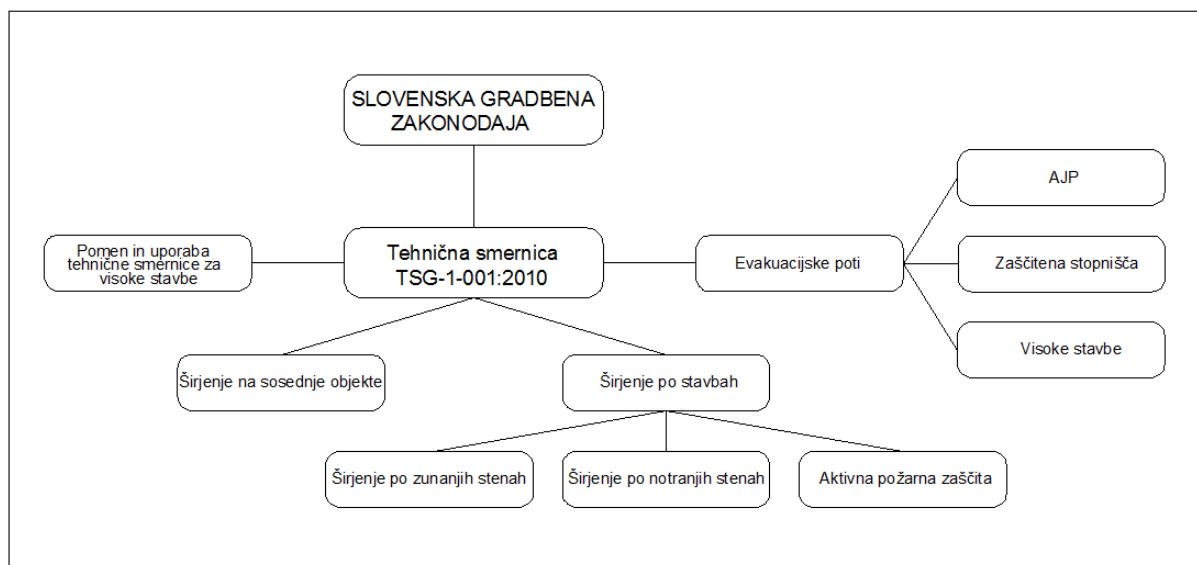 SLOVENSKA GRADBENA
ZAKONODAJA
AJP
Pomen in uporaba
tehnične smernice za
visoke stavbe
Tehnična smernica
TSG-1-001:2010
Evakuacijske poti
Zaščitena stopnišča
Visoke stavbe
Širjenje na sosednje objekte
Širjenje po stavbah
Širjenje po zunanjih stenah
Širjenje po notranjih stenah
Aktivna požarna zaščita